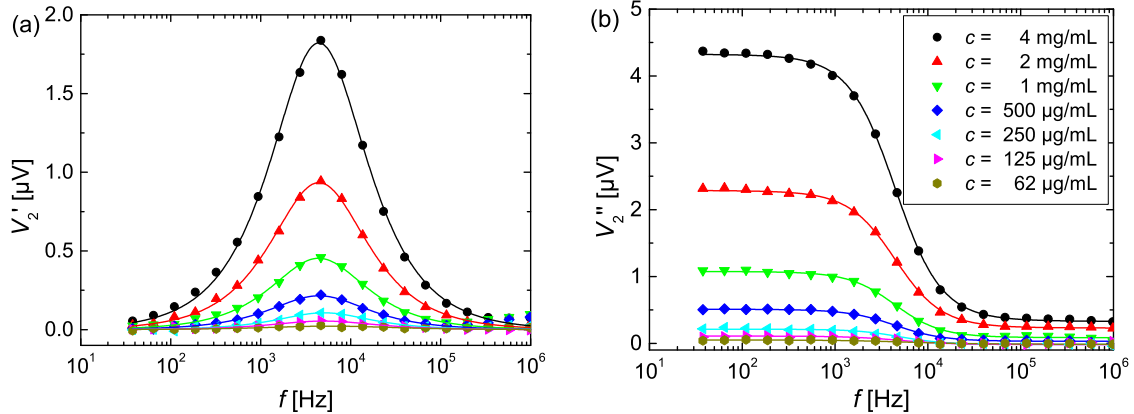 (a)
2.0
1.5
1.0
0.5
0.0
V2' [µV]
10^1 10^2 10^3 10^4 10^5 10^6
f [Hz]
(b)
5
4
3
2
1
0
V2'' [µV]
10^1 10^2 10^3 10^4 10^5 10^6
f [Hz]
c = 4 mg/mL
c = 2 mg/mL
c = 1 mg/mL
c = 500 µg/mL
c = 250 µg/mL
c = 125 µg/mL
c = 62 µg/mL